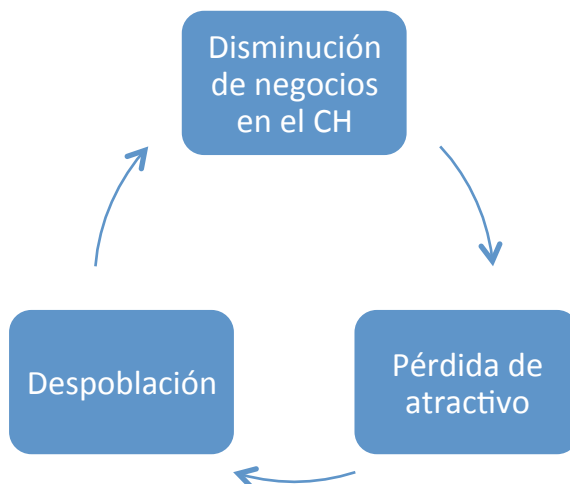 Disminución
de negocios
en el CH
Pérdida de
atractivo
Despoblación